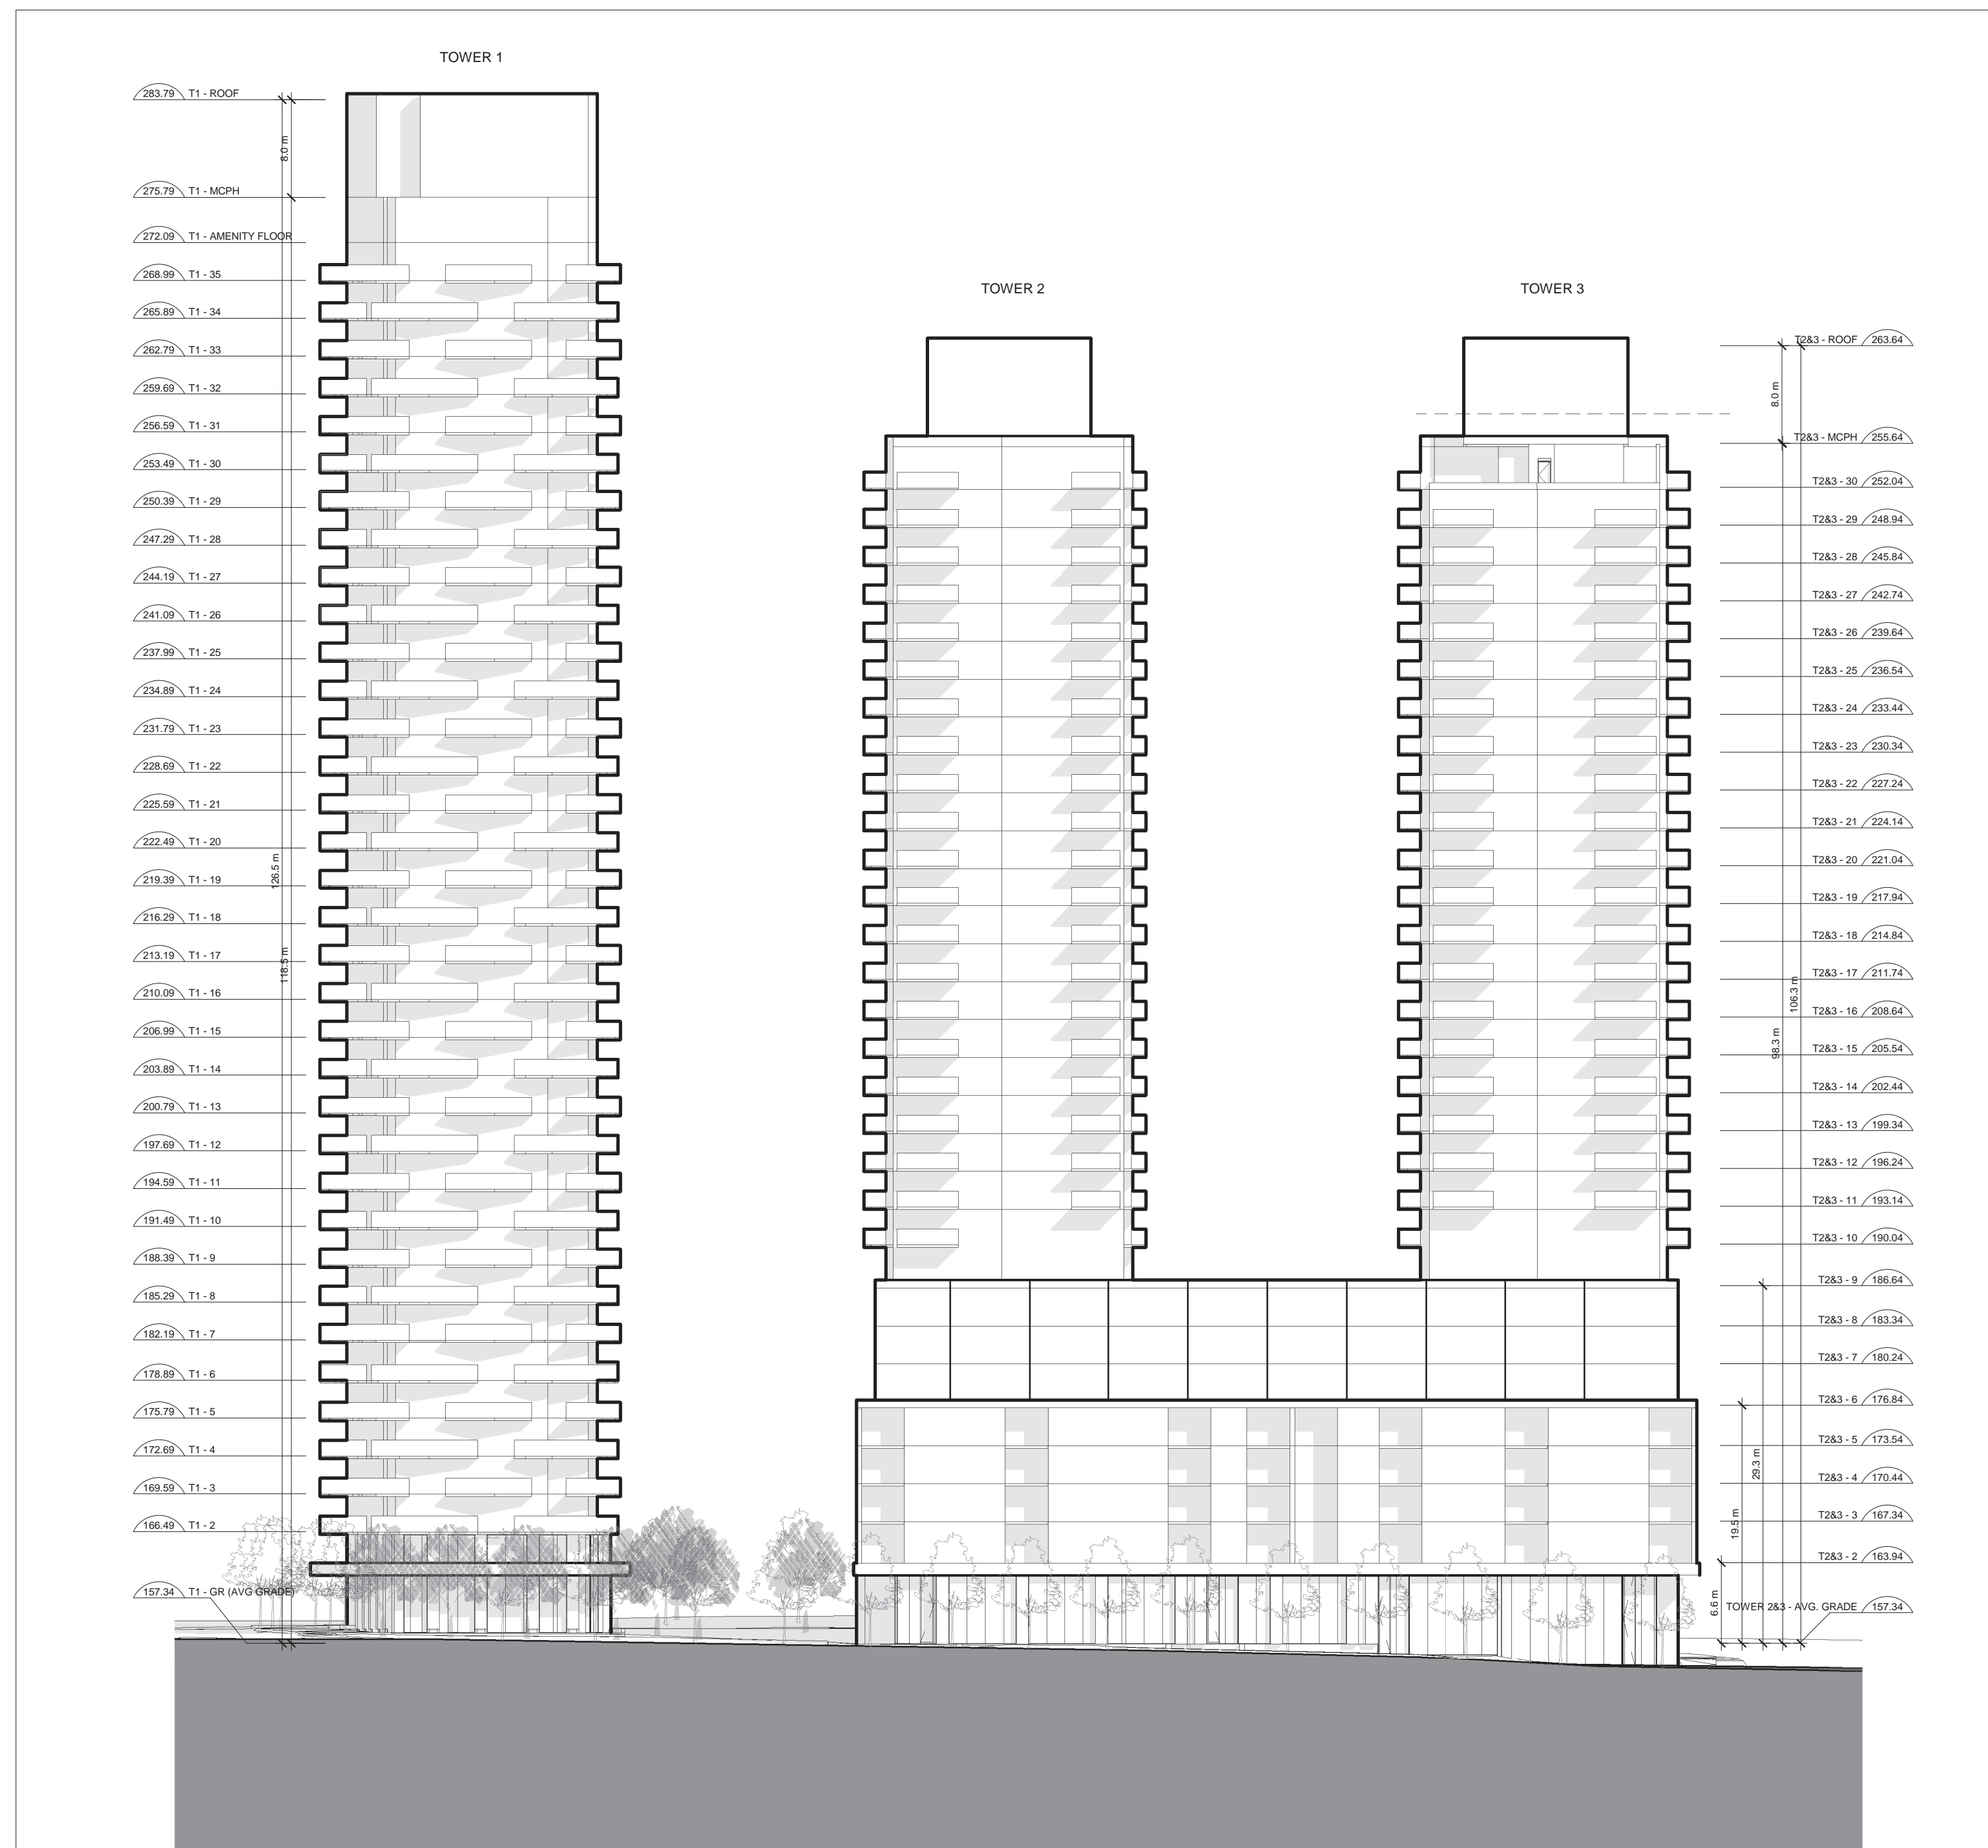 TOWER 1
283.79 T1 - ROOF
8.0 m
275.79 T1 - MCPH
272.09 T1 - AMENITY FLOOR
268.99 T1 - 35
265.89 T1 - 34
262.79 T1 - 33
259.69 T1 - 32
256.59 T1 - 31
253.49 T1 - 30
250.39 T1 - 29
247.29 T1 - 28
244.19 T1 - 27
241.09 T1 - 26
237.99 T1 - 25
234.89 T1 - 24
231.79 T1 - 23
228.69 T1 - 22
225.59 T1 - 21
222.49 T1 - 20
126.5 m
219.39 T1 - 19
216.29 T1 - 18
213.19 T1 - 17
118.5 m
210.09 T1 - 16
206.99 T1 - 15
203.89 T1 - 14
200.79 T1 - 13
197.69 T1 - 12
194.59 T1 - 11
191.49 T1 - 10
188.39 T1 - 9
185.29 T1 - 8
182.19 T1 - 7
178.89 T1 - 6
175.79 T1 - 5
172.69 T1 - 4
169.59 T1 - 3
166.49 T1 - 2
157.34 T1 - GR (AVG GRADE)
TOWER 2
TOWER 3
T2&3 - ROOF 263.64
8.0 m
T2&3 - MCPH 255.64
T2&3 - 30 252.04
T2&3 - 29 248.94
T2&3 - 28 245.84
T2&3 - 27 242.74
T2&3 - 26 239.64
T2&3 - 25 236.54
T2&3 - 24 233.44
T2&3 - 23 230.34
T2&3 - 22 227.24
T2&3 - 21 224.14
T2&3 - 20 221.04
T2&3 - 19 217.94
T2&3 - 18 214.84
T2&3 - 17 211.74
106.3 m
T2&3 - 16 208.64
98.3 m
T2&3 - 15 205.54
T2&3 - 14 202.44
T2&3 - 13 199.34
T2&3 - 12 196.24
T2&3 - 11 193.14
T2&3 - 10 190.04
T2&3 - 9 186.64
T2&3 - 8 183.34
T2&3 - 7 180.24
T2&3 - 6 176.84
T2&3 - 5 173.54
29.3 m
T2&3 - 4 170.44
T2&3 - 3 167.34
19.5 m
T2&3 - 2 163.94
6.6 m
TOWER 2&3 - AVG. GRADE 157.34